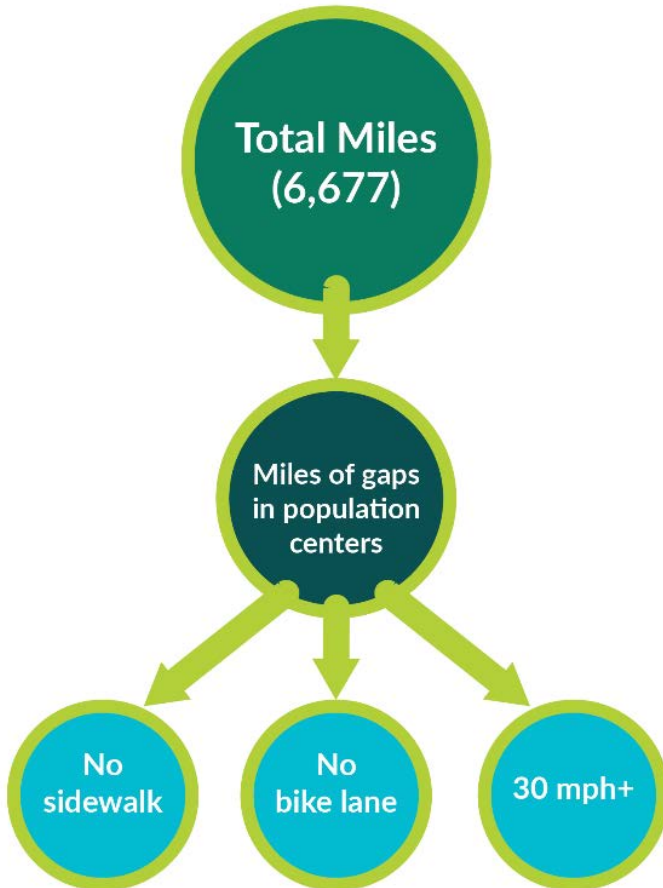 Total Miles
(6,677)
Miles of gaps
in population
centers
No
sidewalk
No
bike lane
30 mph+